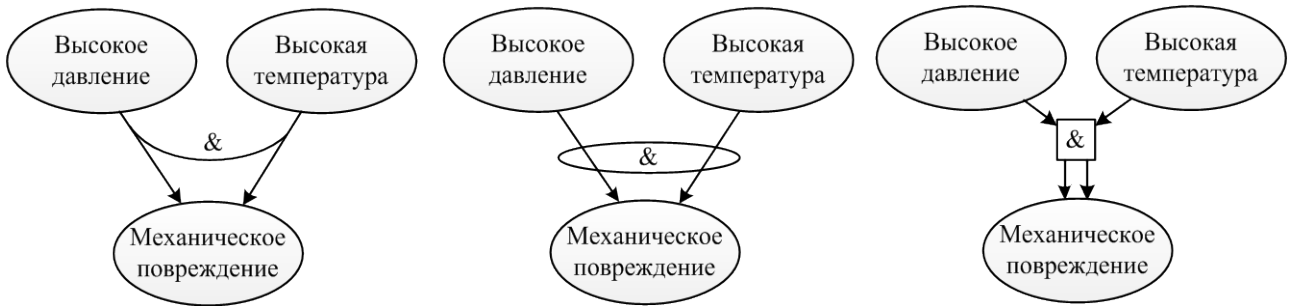 Высокое
давление
Высокая
температура
&
Механическое
повреждение
Высокое
давление
Высокая
температура
&
Механическое
повреждение
Высокое
давление
Высокая
температура
&
Механическое
повреждение